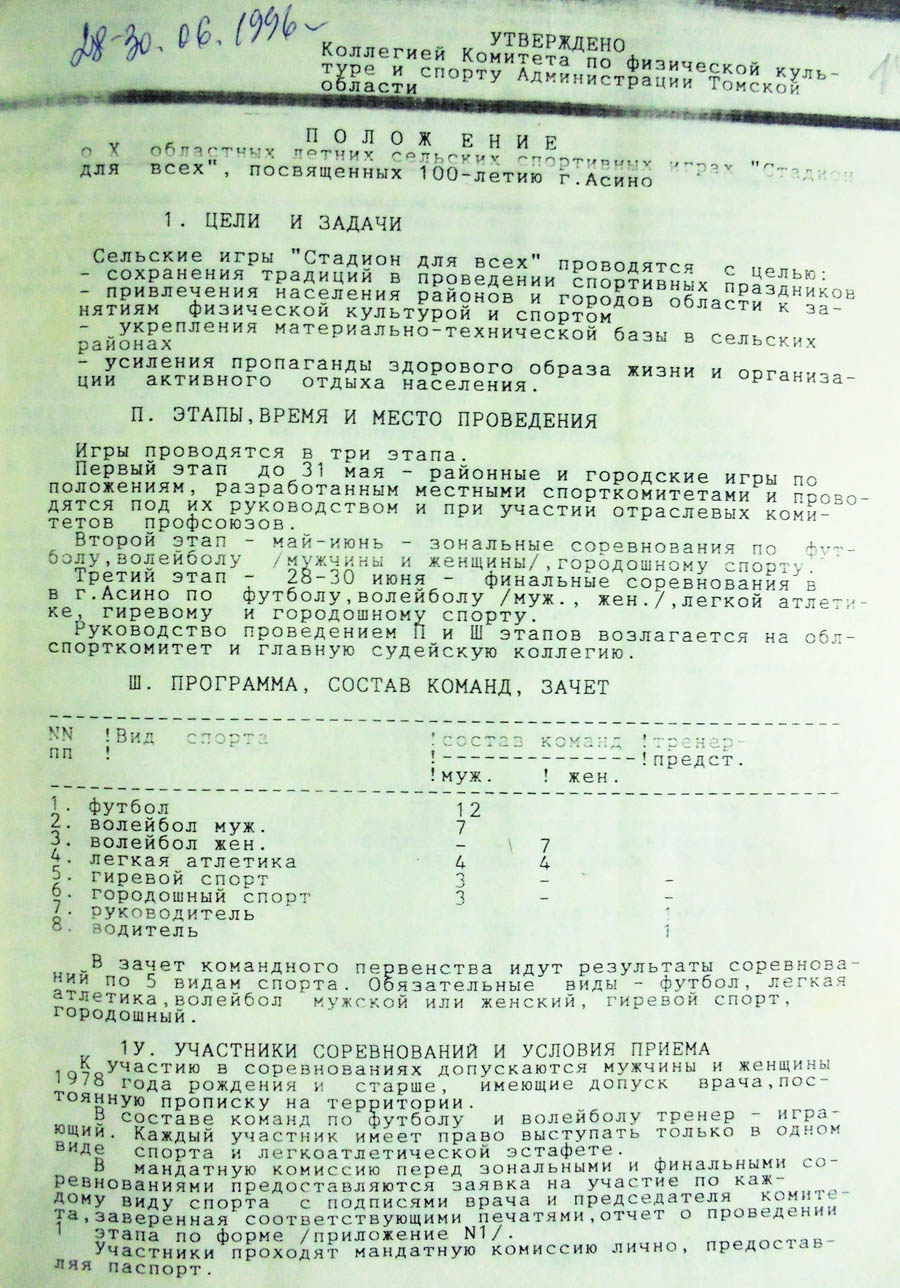 28-30.06.1996
УТВЕРЖДЕНО
Коллегией Комитета по физической куль-
туре и спорту Администрации Томской
области
П О Л О Ж Е Н И Е
о X областных летних сельских спортивных играх "Стадион
для всех", посвященных 100-летию г.Асино
1. ЦЕЛИ И ЗАДАЧИ
Сельские игры "Стадион для всех" проводятся с целью:
- сохранения традиций в проведении спортивных праздников
- привлечения населения районов и городов области к за-
нятиям физической культурой и спортом
- укрепления материально-технической базы в сельских
районах
- усиления пропаганды здорового образа жизни и организа-
ции активного отдыха населения.
П. ЭТАПЫ,ВРЕМЯ И МЕСТО ПРОВЕДЕНИЯ
Игры проводятся в три этапа.
Первый этап до 31 мая - районные и городские игры по
положениям, разработанным местными спорткомитетами и прово-
дятся под их руководством и при участии отраслевых коми-
тетов профсоюзов.
Второй этап - май-июнь - зональные соревнования по фут-
болу,волейболу /мужчины и женщины/,городошному спорту.
Третий этап - 28-30 июня - финальные соревнования в
в г.Асино по футболу,волейболу /муж., жен./,легкой атлети-
ке, гиревому и городошному спорту.
Руководство проведением П и Ш этапов возлагается на обл-
спорткомитет и главную судейскую коллегию.
Ш. ПРОГРАММА, СОСТАВ КОМАНД, ЗАЧЕТ
NN !Вид спорта !состав команд !тренер-
пп ! !--------------!предст.
!муж. ! жен.
1. футбол 12
2. волейбол муж. 7
3. волейбол жен. - 7
4. легкая атлетика 4 4
5. гиревой спорт 3 - -
6. городошный спорт 3 - -
7. руководитель 1
8. водитель 1
В зачет командного первенства идут результаты соревнова-
ний по 5 видам спорта. Обязательные виды - футбол, легкая
атлетика,волейбол мужской или женский, гиревой спорт,
городошный.
1У. УЧАСТНИКИ СОРЕВНОВАНИЙ И УСЛОВИЯ ПРИЕМА
К участию в соревнованиях допускаются мужчины и женщины
1978 года рождения и старше, имеющие допуск врача,пос-
тоянную прописку на территории.
В составе команд по футболу и волейболу тренер - игра-
ющий. Каждый участник имеет право выступать только в одном
виде спорта и легкоатлетической эстафете.
В мандатную комиссию перед зональными и финальными со-
ревнованиями предоставляются заявка на участие по каж-
дому виду спорта с подписями врача и председателя комите-
та,заверенная соответствующими печатями,отчет о проведении
1 этапа по форме /приложение N1/.
Участники проходят мандатную комиссию лично, предостав-
ляя паспорт.